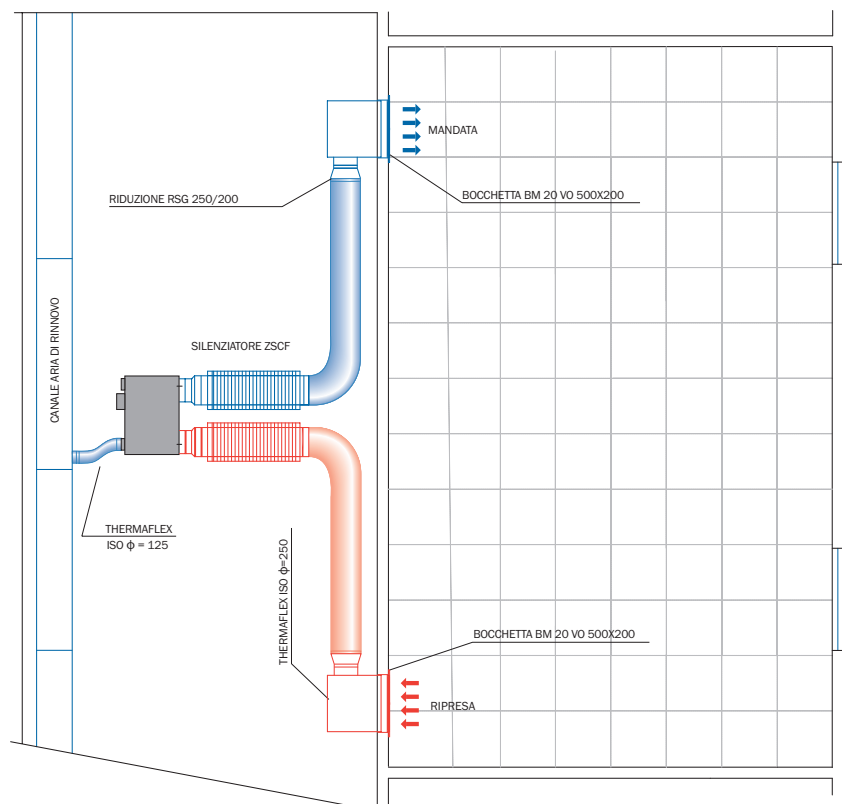 MANDATA
RIDUZIONE RSG 250/200
BOCCHETTA BM 20 VO 500X200
CANALE ARIA DI RINNOVO
SILENZIATORE ZSCF
THERMAFLEX
ISO ϕ = 125
THERMAFLEX ISO ϕ=250
BOCCHETTA BM 20 VO 500X200
RIPRESA